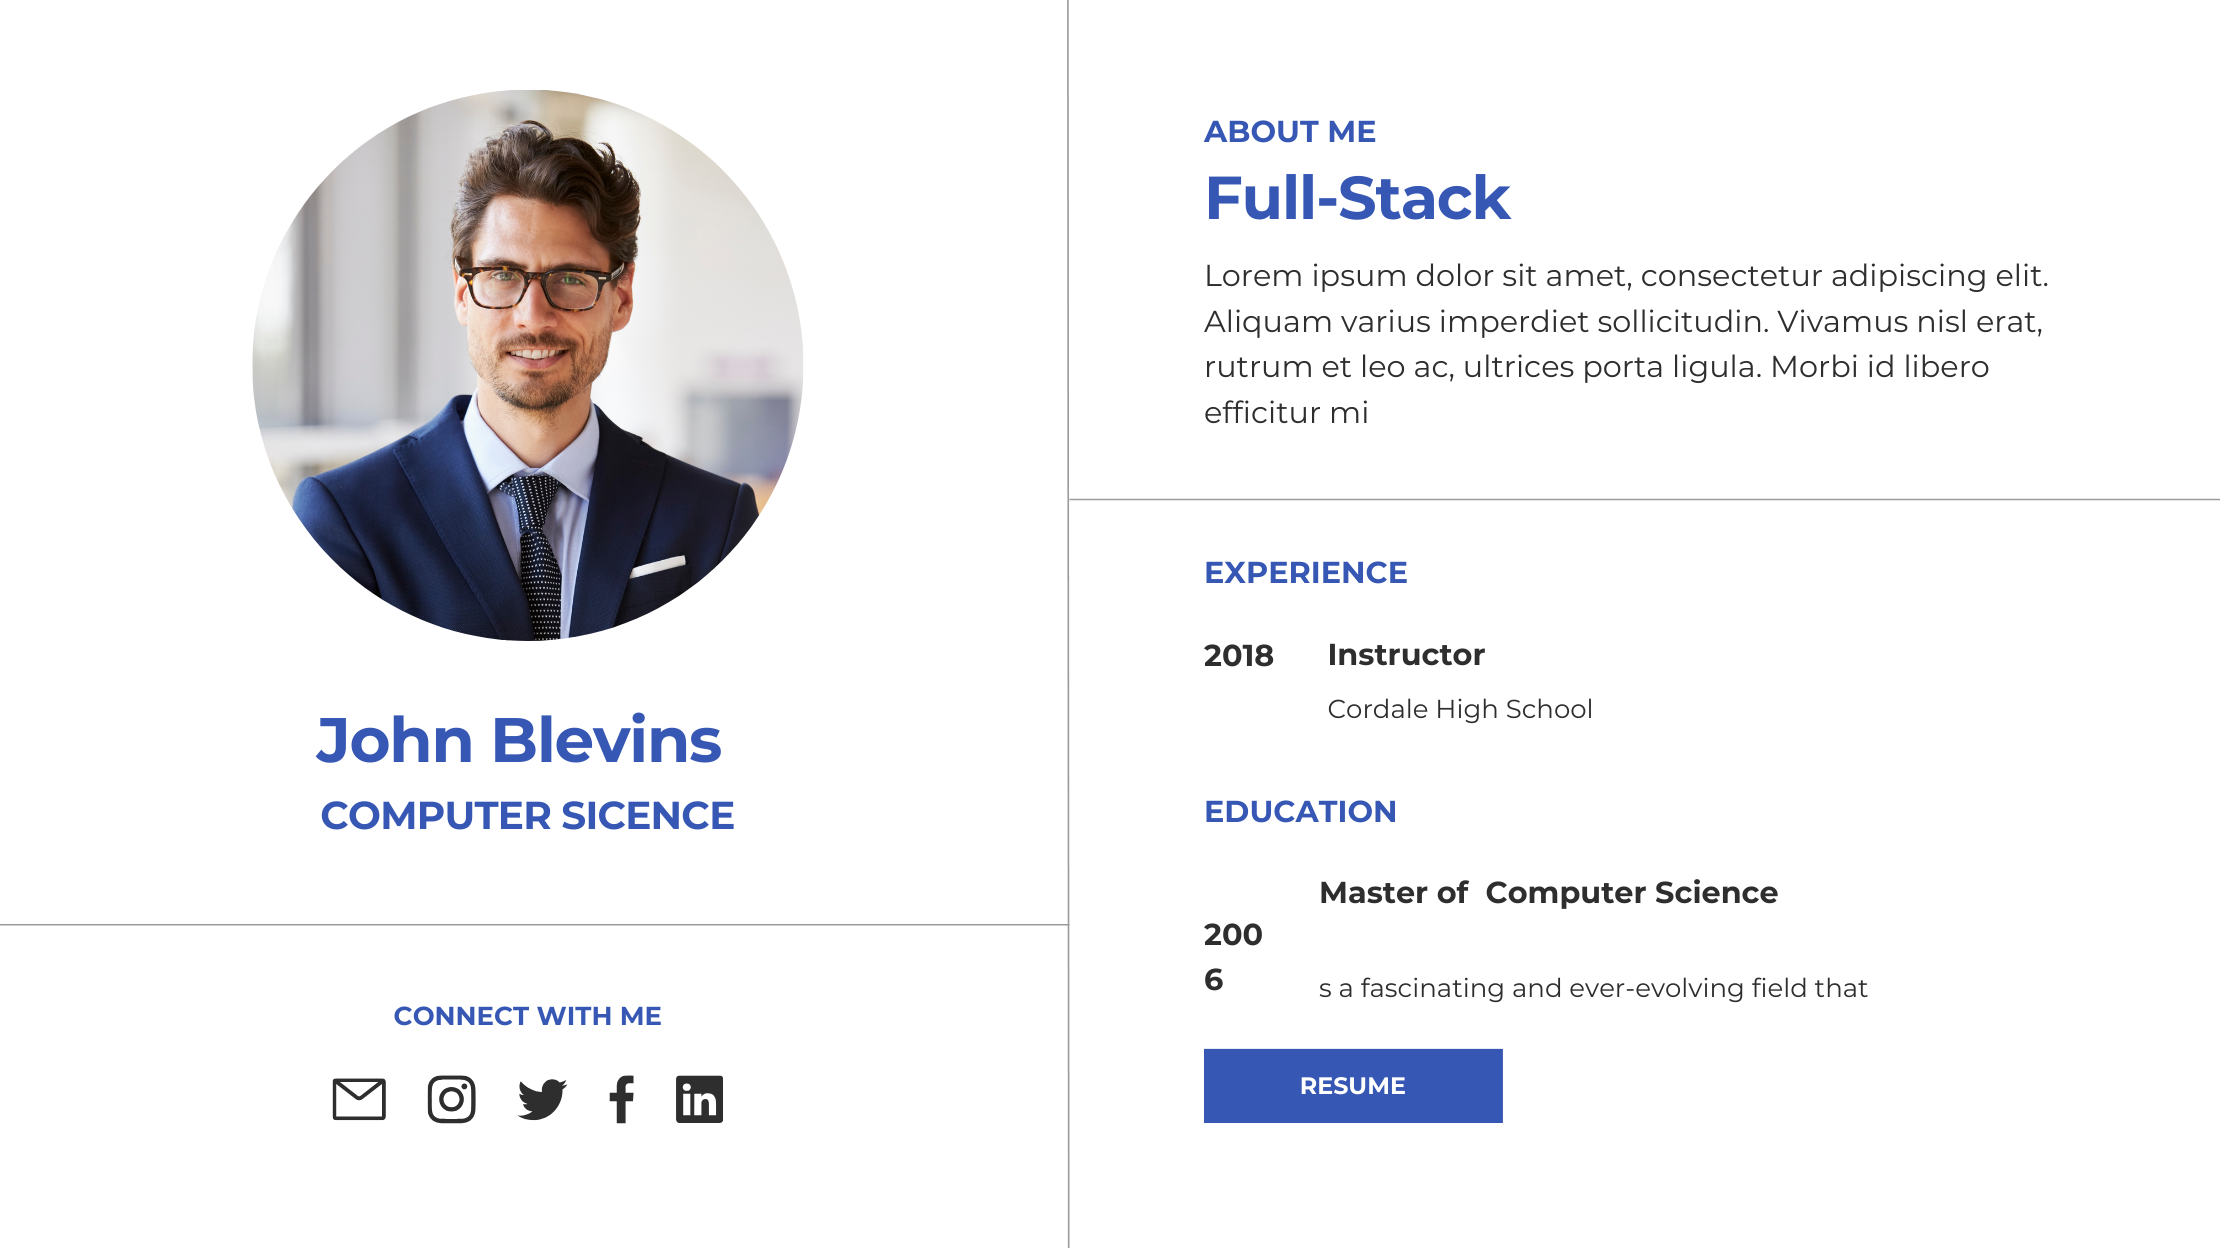 John Blevins
COMPUTER SICENCE
CONNECT WITH ME
ABOUT ME
Full-Stack
Lorem ipsum dolor sit amet, consectetur adipiscing elit.
Aliquam varius imperdiet sollicitudin. Vivamus nisl erat,
rutrum et leo ac, ultrices porta ligula. Morbi id libero
efficitur mi
EXPERIENCE
2018 Instructor
Cordale High School
EDUCATION
Master of  Computer Science
200
6
s a fascinating and ever-evolving field that
RESUME